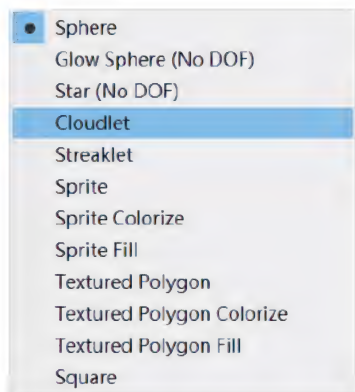 Sphere
Glow Sphere (No DOF)
Star (No DOF)
Cloudlet
Streaklet
Sprite
Sprite Colorize
Sprite Fill
Textured Polygon
Textured Polygon Colorize
Textured Polygon Fill
Square